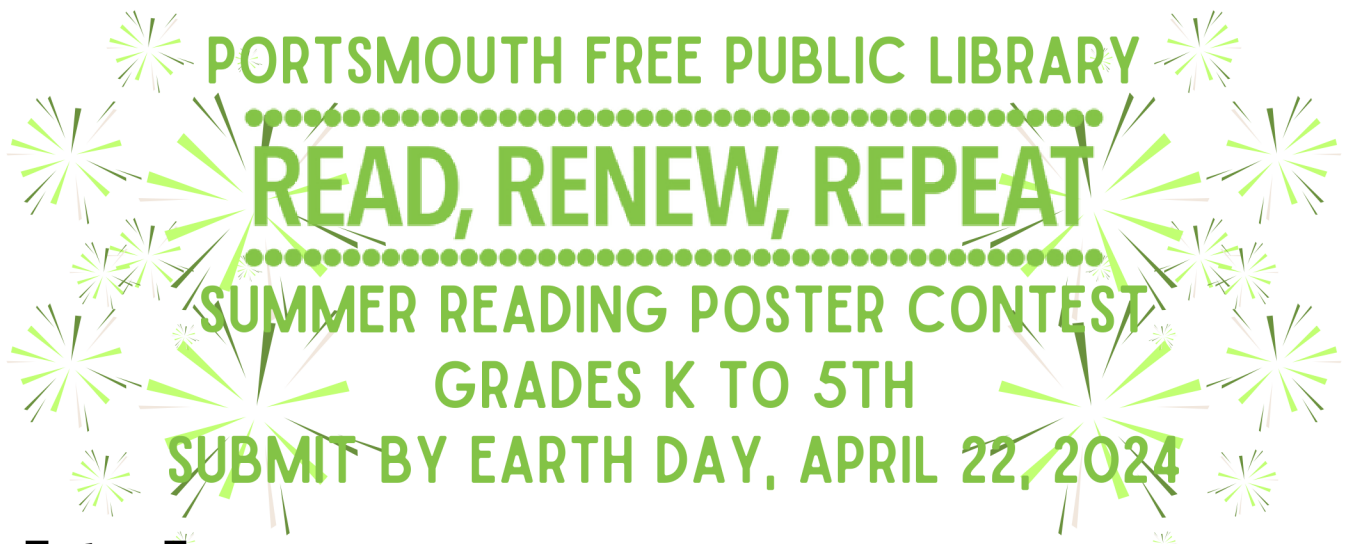 PORTSMOUTH FREE PUBLIC LIBRARY
READ, RENEW, REPEAT
SUMMER READING POSTER CONTEST
GRADES K TO 5TH
SUBMIT BY EARTH DAY, APRIL 22, 2024